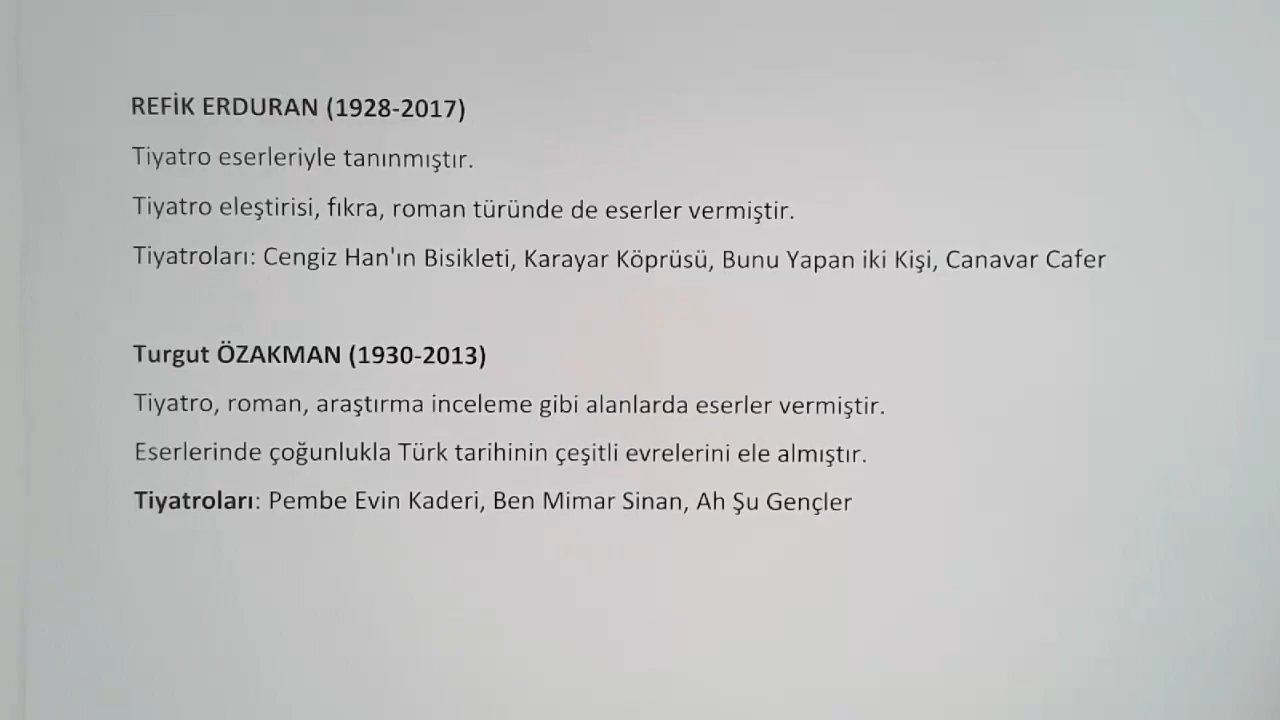 REFİK ERDURAN (1928-2017)
Tiyatro eserleriyle tanınmıştır.
Tiyatro eleştirisi, fıkra, roman türünde de eserler vermiştir.
Tiyatroları: Cengiz Han'ın Bisikleti, Karayar Köprüsü, Bunu Yapan iki Kişi, Canavar Cafer
Turgut ÖZAKMAN (1930-2013)
Tiyatro, roman, araştırma inceleme gibi alanlarda eserler vermiştir.
Eserlerinde çoğunlukla Türk tarihinin çeşitli evrelerini ele almıştır.
Tiyatroları: Pembe Evin Kaderi, Ben Mimar Sinan, Ah Şu Gençler